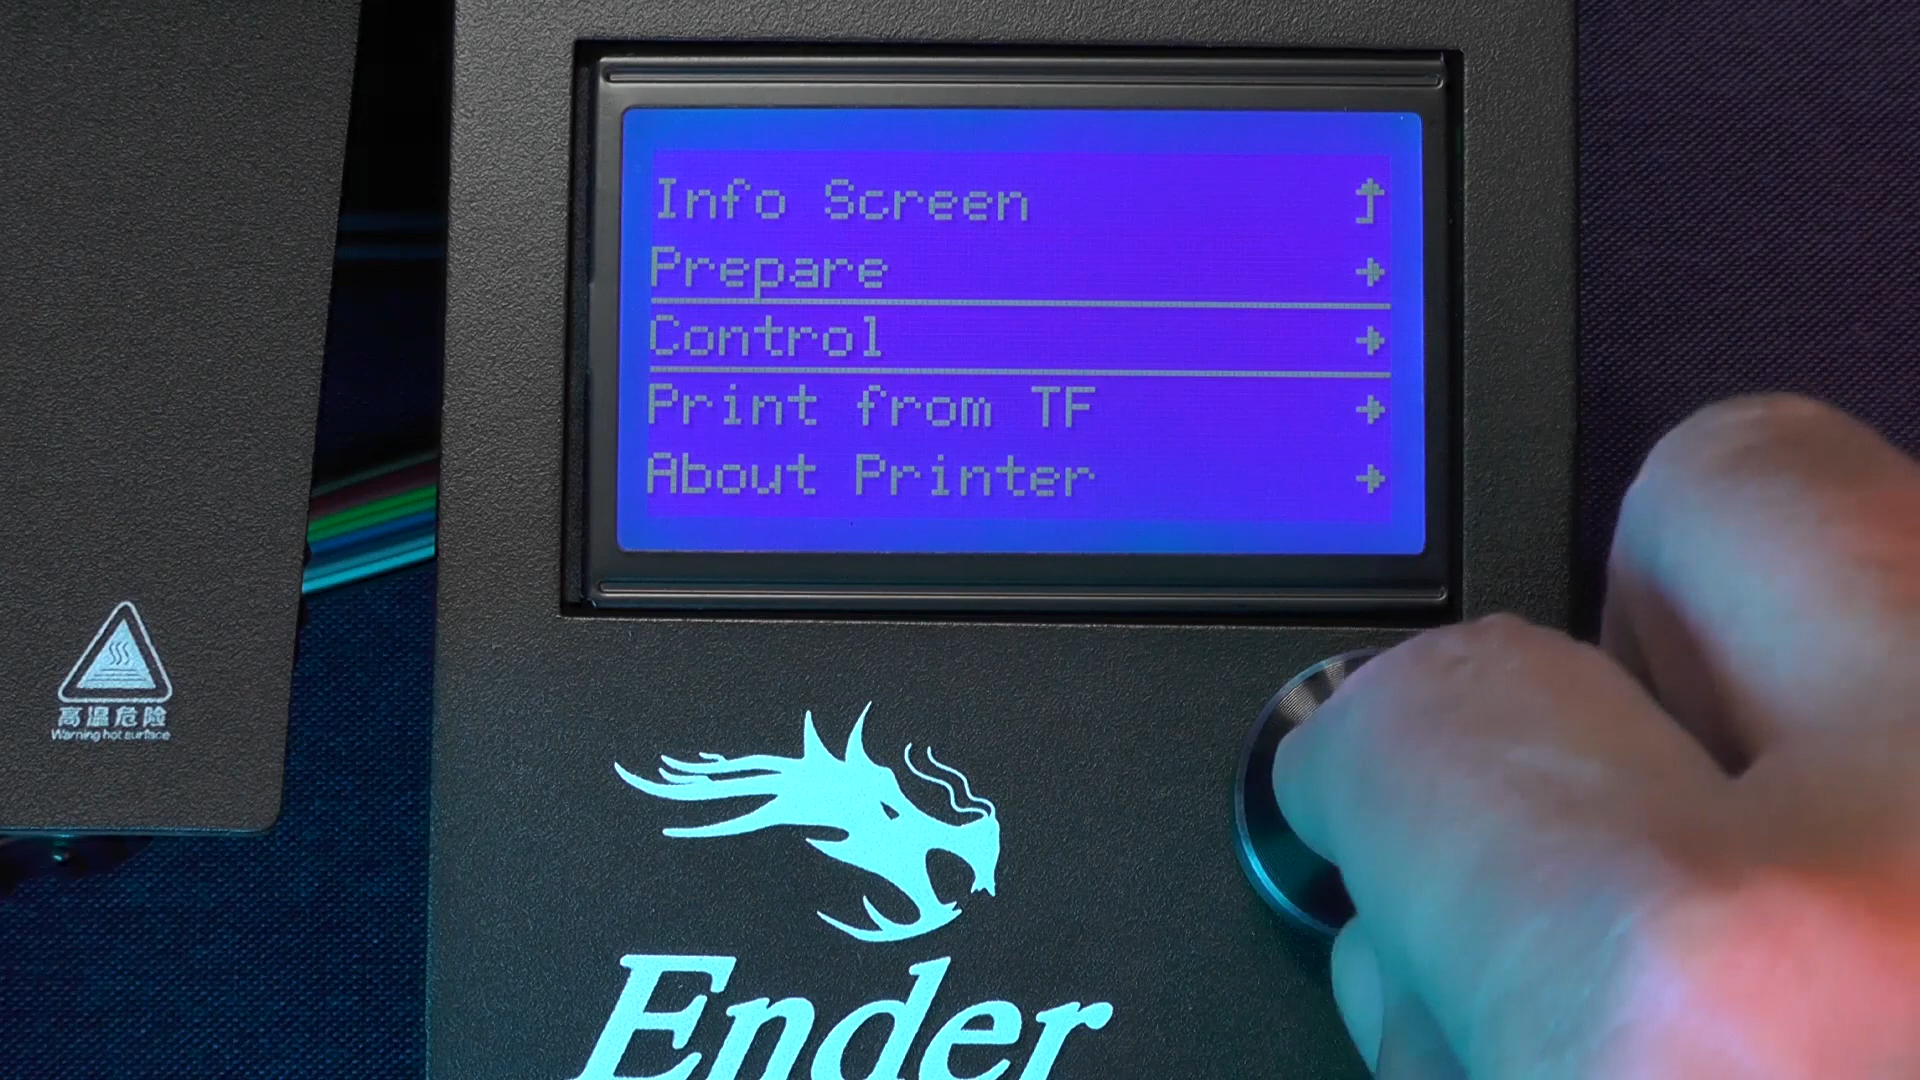 Info Screen
Prepare
Control
Print from TF
About Printer
高温危险
Warning hot surface
Ender